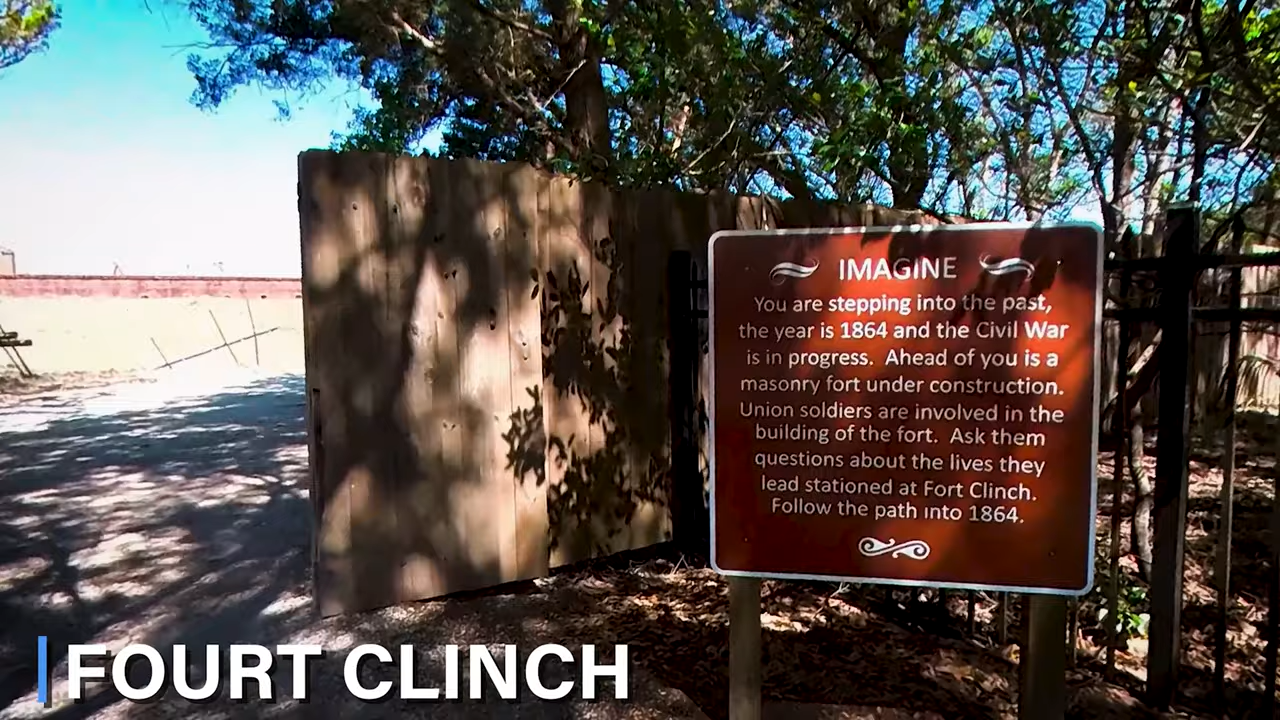 IMAGINE
You are stepping into the past,
the year is 1864 and the Civil War
is in progress. Ahead of you is a
masonry fort under construction.
Union soldiers are involved in the
building of the fort. Ask them
questions about the lives they
lead stationed at Fort Clinch.
Follow the path into 1864.
FOURT CLINCH